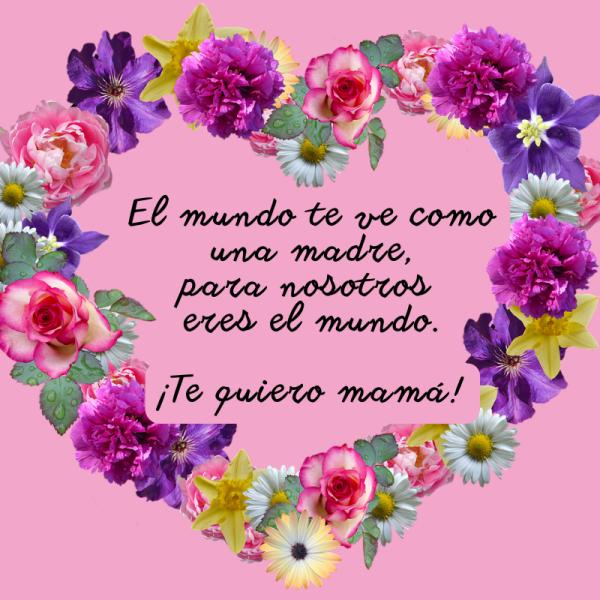 El mundo te ve como
una madre,
para nosotros
eres el mundo.
¡Te quiero mamá!